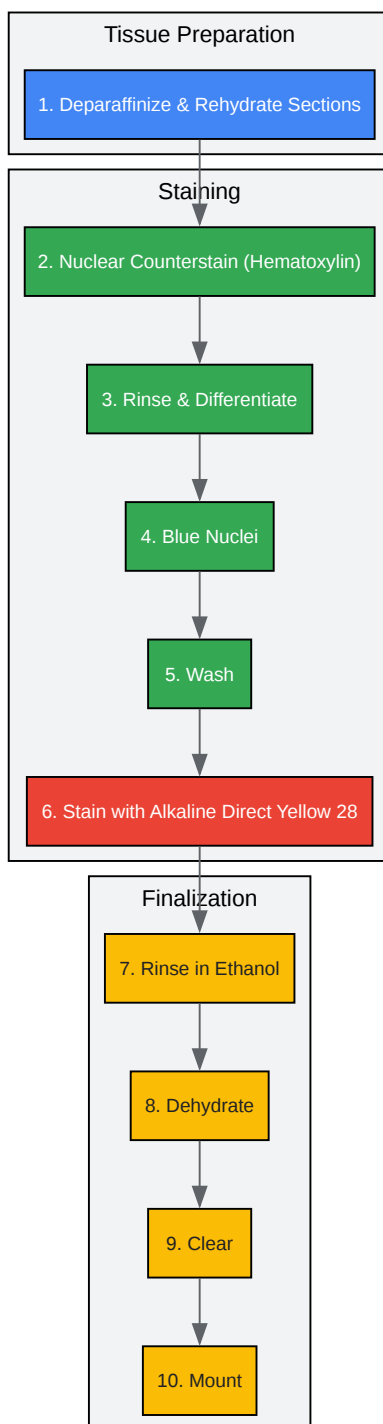 Tissue Preparation
1. Deparaffinize & Rehydrate Sections
Staining
2. Nuclear Counterstain (Hematoxylin)
3. Rinse & Differentiate
4. Blue Nuclei
5. Wash
6. Stain with Alkaline Direct Yellow 28
Finalization
7. Rinse in Ethanol
8. Dehydrate
9. Clear
10. Mount